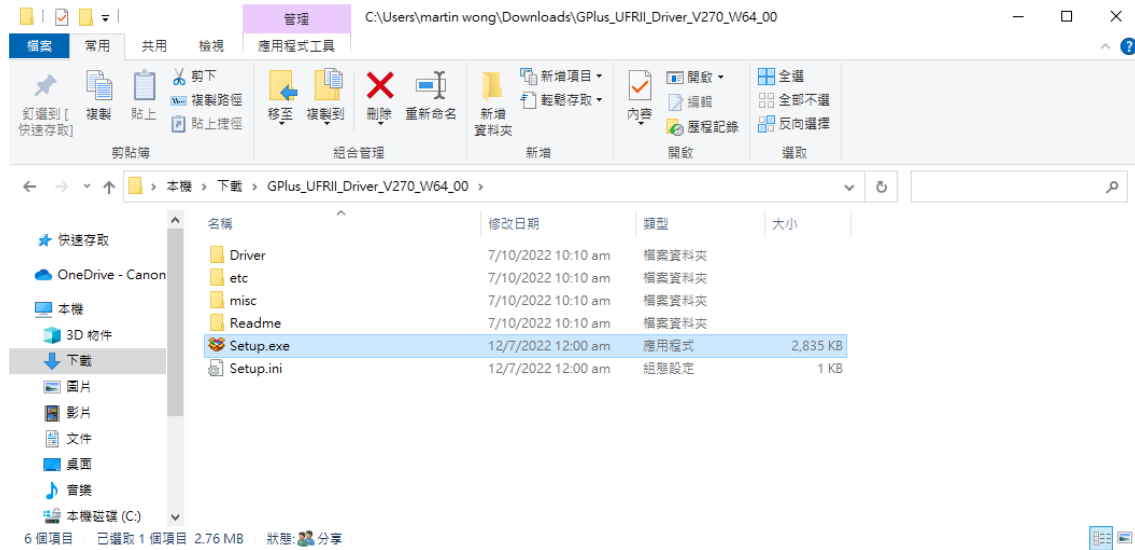 管理
C:\Users\martin wong\Downloads\GPlus_UFRII_Driver_V270_W64_00
檔案 常用 共用 檢視 應用程式工具
釘選到 [快速存取]
複製
貼上
剪下
複製路徑
貼上捷徑
剪貼簿
移至
複製到
刪除
重新命名
組合管理
新增資料夾
新增項目
輕鬆存取
新增
內容
開啟
編輯
歷程記錄
開啟
全選
全部不選
反向選擇
選取
本機 › 下載 › GPlus_UFRII_Driver_V270_W64_00 ›
名稱 修改日期 類型 大小
快速存取
OneDrive - Canon
本機
3D 物件
下載
圖片
影片
文件
桌面
音樂
本機磁碟 (C:)
Driver 7/10/2022 10:10 am 檔案資料夾
etc 7/10/2022 10:10 am 檔案資料夾
misc 7/10/2022 10:10 am 檔案資料夾
Readme 7/10/2022 10:10 am 檔案資料夾
Setup.exe 12/7/2022 12:00 am 應用程式 2,835 KB
Setup.ini 12/7/2022 12:00 am 組態設定 1 KB
6 個項目 已選取 1 個項目 2.76 MB 狀態: 分享